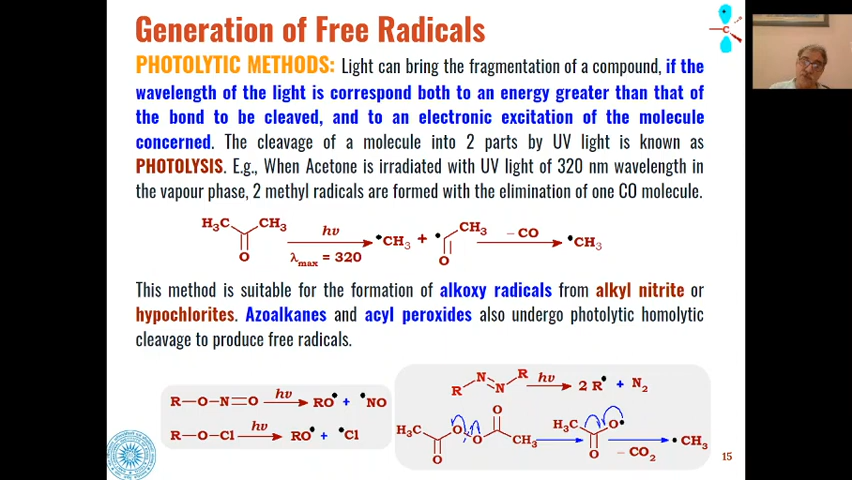 Generation of Free Radicals
PHOTOLYTIC METHODS: Light can bring the fragmentation of a compound, if the
wavelength of the light is correspond both to an energy greater than that of
the bond to be cleaved, and to an electronic excitation of the molecule
concerned. The cleavage of a molecule into 2 parts by UV light is known as
PHOTOLYSIS. E.g., When Acetone is irradiated with UV light of 320 nm wavelength in
the vapour phase, 2 methyl radicals are formed with the elimination of one CO molecule.
H₃C CH₃ O hν λmax = 320 •CH₃ + • CH₃ O – CO •CH₃
This method is suitable for the formation of alkoxy radicals from alkyl nitrite or
hypochlorites. Azoalkanes and acyl peroxides also undergo photolytic homolytic
cleavage to produce free radicals.
R—O—N=O hν RO• + •NO
R—O—Cl hν RO• + •Cl
R N N R hν 2 R• + N₂
H₃C O O O O CH₃ H₃C O O• – CO₂ •CH₃
15
C